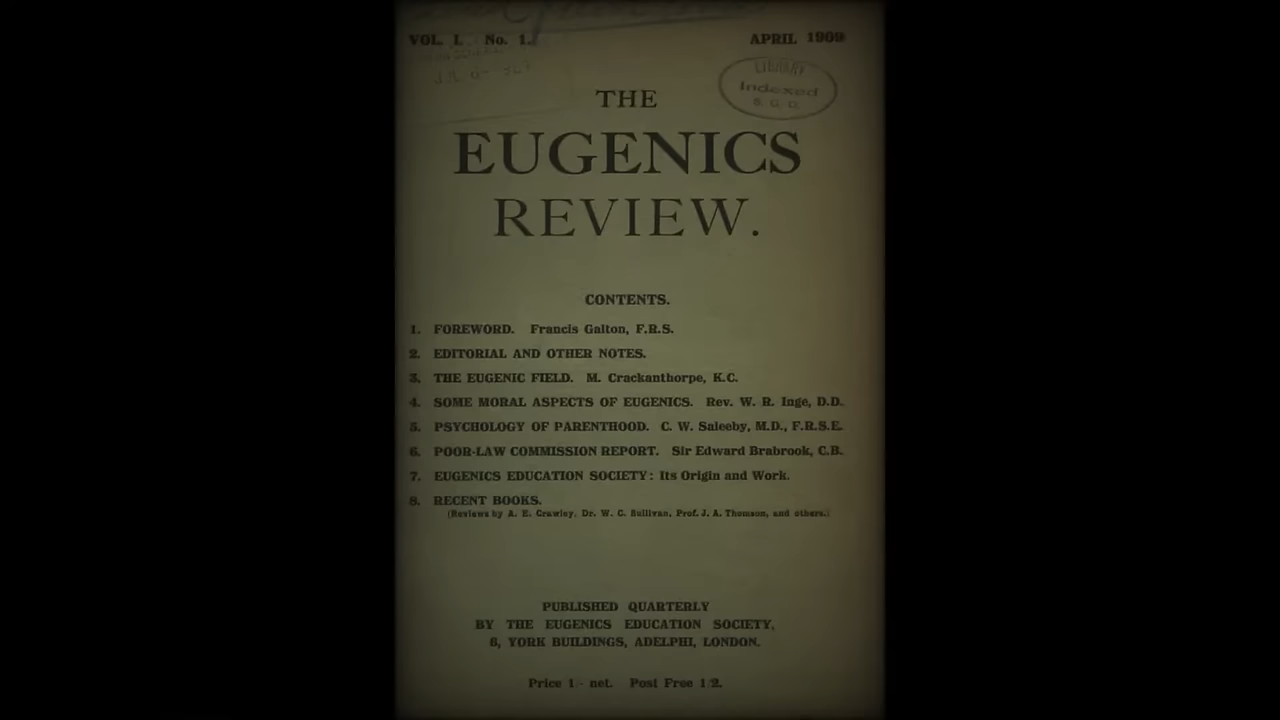 VOL. I. No. 1.
APRIL 1909
LIBRARY
Indexed
THE
EUGENICS
REVIEW.
CONTENTS.
1. FOREWORD. Francis Galton, F.R.S.
2. EDITORIAL AND OTHER NOTES.
3. THE EUGENIC FIELD. M. Crackanthorpe, K.C.
4. SOME MORAL ASPECTS OF EUGENICS. Rev. W. R. Inge, D.D.
5. PSYCHOLOGY OF PARENTHOOD. C. W. Saleeby, M.D., F.R.S.E.
6. POOR-LAW COMMISSION REPORT. Sir Edward Brabrook, C.B.
7. EUGENICS EDUCATION SOCIETY: Its Origin and Work.
8. RECENT BOOKS.
(Reviews by A. E. Crawley, Dr. W. C. Sullivan, Prof. J. A. Thomson, and others.)
PUBLISHED QUARTERLY
BY THE EUGENICS EDUCATION SOCIETY,
6, YORK BUILDINGS, ADELPHI, LONDON.
Price 1/- net. Post Free 1/2.